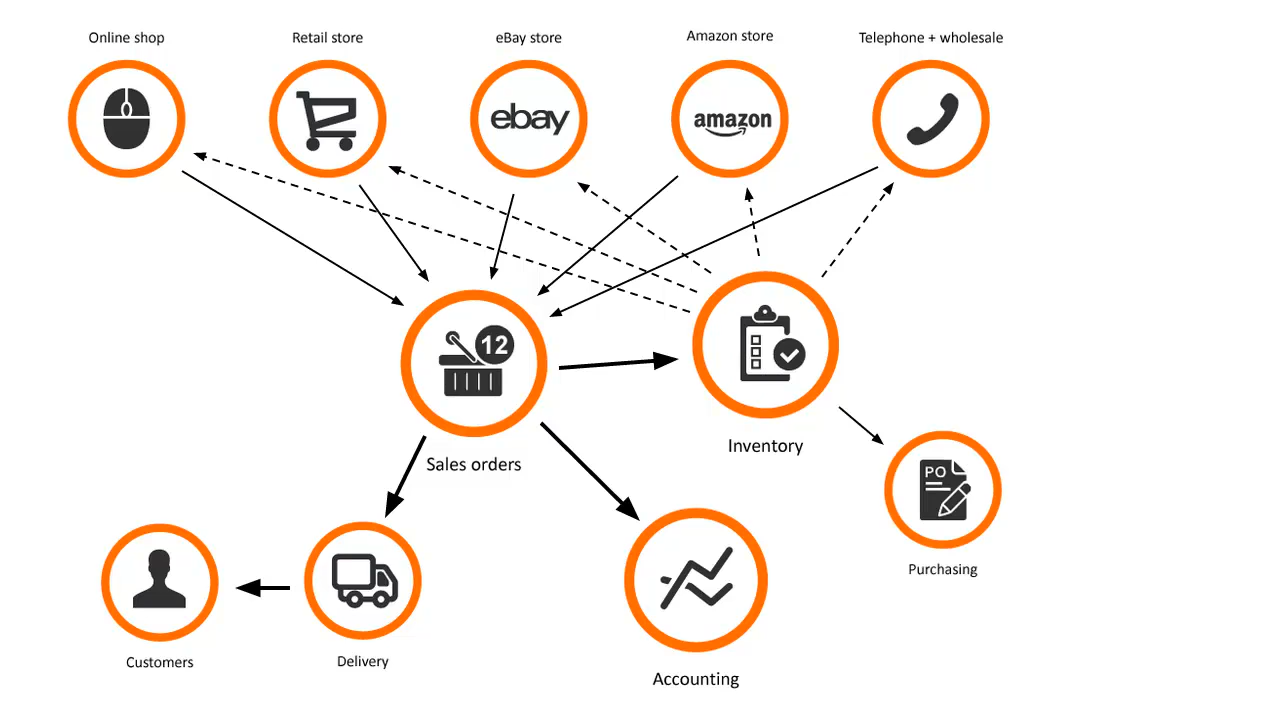 Online shop
Retail store
eBay store
Amazon store
Telephone + wholesale
ebay
amazon
12
Sales orders
Inventory
PO
Purchasing
Customers
Delivery
Accounting